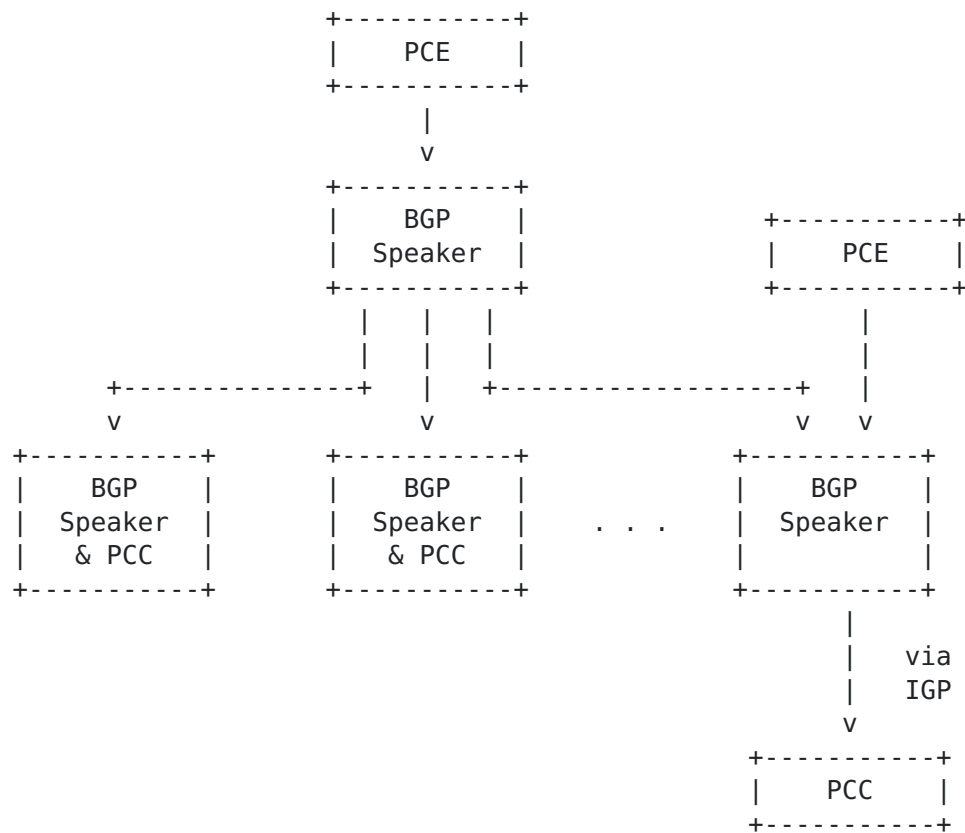 PCE
BGP
Speaker
PCE
BGP
Speaker
& PCC
BGP
Speaker
& PCC
. . .
BGP
Speaker
via
IGP
PCC